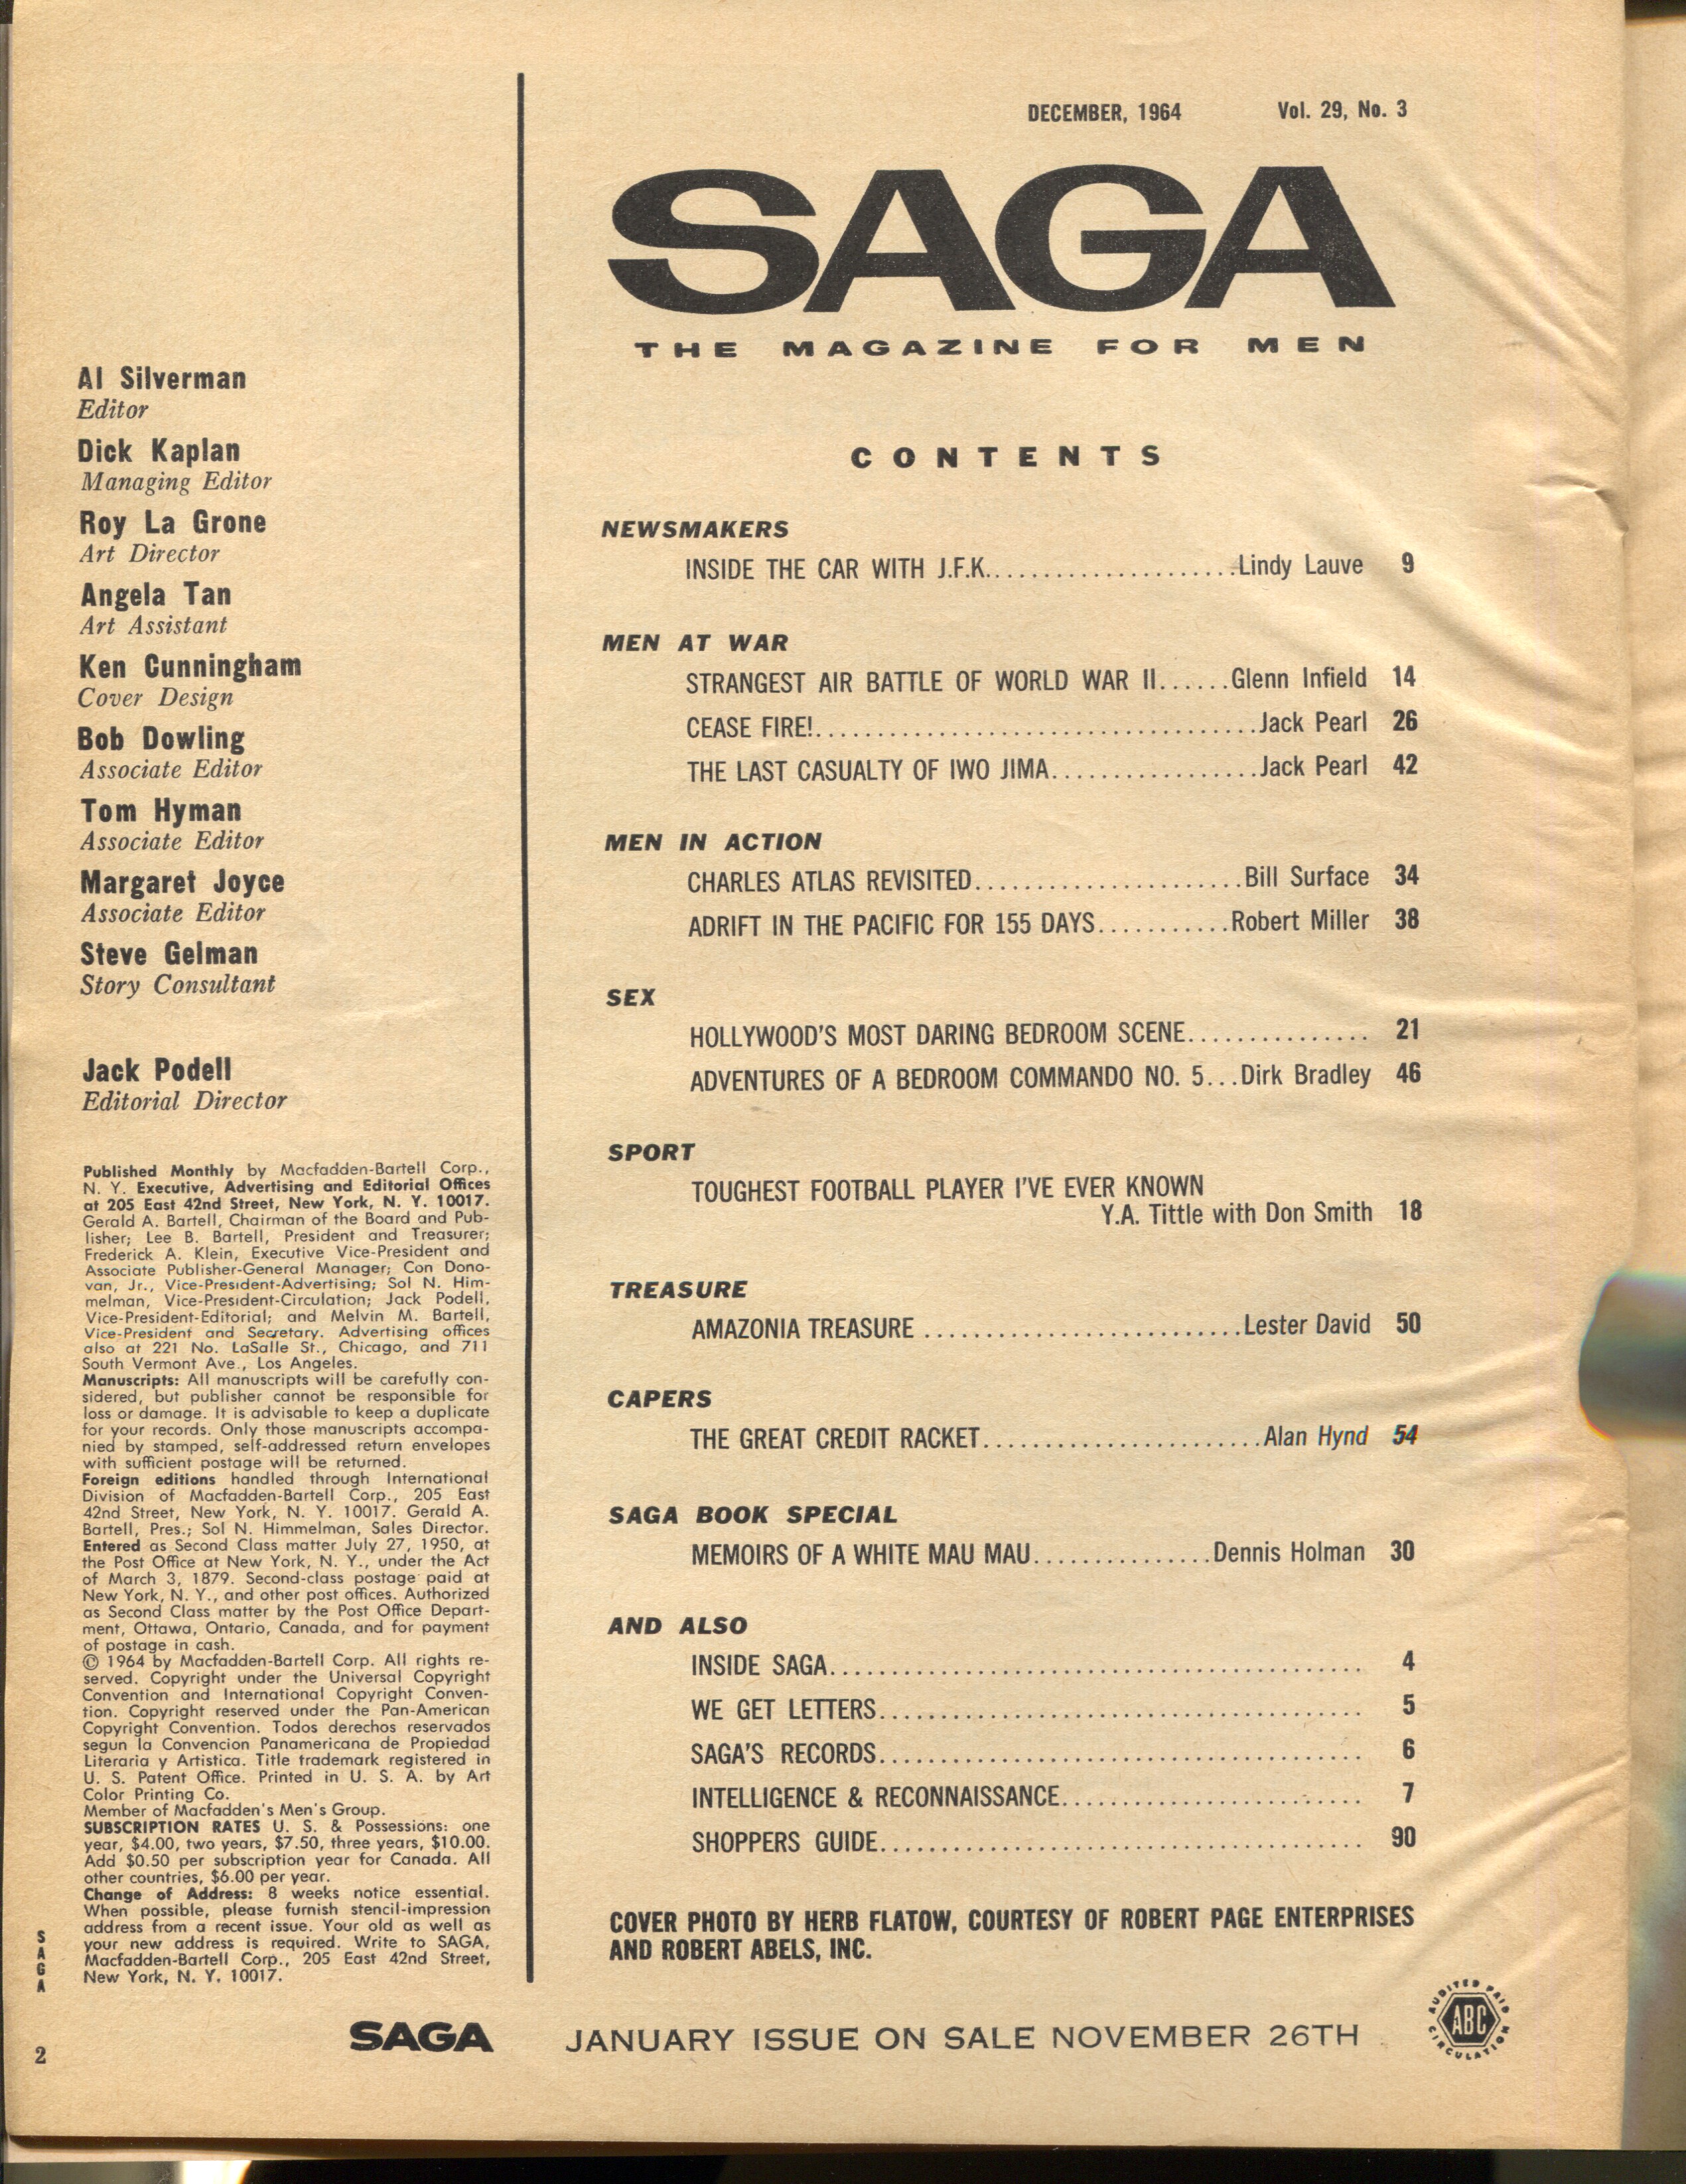 DECEMBER, 1964 Vol. 29, No. 3
SAGA
THE MAGAZINE FOR MEN
Al Silverman
Editor
Dick Kaplan
Managing Editor
Roy La Grone
Art Director
Angela Tan
Art Assistant
Ken Cunningham
Cover Design
Bob Dowling
Associate Editor
Tom Hyman
Associate Editor
Margaret Joyce
Associate Editor
Steve Gelman
Story Consultant
Jack Podell
Editorial Director
Published Monthly by Macfadden-Bartell Corp.,
N. Y. Executive, Advertising and Editorial Offices
at 205 East 42nd Street, New York, N. Y. 10017.
Gerald A. Bartell, Chairman of the Board and Pub-
lisher; Lee B. Bartell, President and Treasurer;
Frederick A. Klein, Executive Vice-President and
Associate Publisher-General Manager; Con Dono-
van, Jr., Vice-President-Advertising; Sol N. Him-
melman, Vice-President-Circulation; Jack Podell,
Vice-President-Editorial; and Melvin M. Bartell,
Vice-President and Secretary. Advertising offices
also at 221 No. LaSalle St., Chicago, and 711
South Vermont Ave., Los Angeles.
Manuscripts: All manuscripts will be carefully con-
sidered, but publisher cannot be responsible for
loss or damage. It is advisable to keep a duplicate
for your records. Only those manuscripts accompa-
nied by stamped, self-addressed return envelopes
with sufficient postage will be returned.
Foreign editions handled through International
Division of Macfadden-Bartell Corp., 205 East
42nd Street, New York, N. Y. 10017. Gerald A.
Bartell, Pres.; Sol N. Himmelman, Sales Director.
Entered as Second Class matter July 27, 1950, at
the Post Office at New York, N. Y., under the Act
of March 3, 1879. Second-class postage paid at
New York, N. Y., and other post offices. Authorized
as Second Class matter by the Post Office Depart-
ment, Ottawa, Ontario, Canada, and for payment
of postage in cash.
© 1964 by Macfadden-Bartell Corp. All rights re-
served. Copyright under the Universal Copyright
Convention and International Copyright Conven-
tion. Copyright reserved under the Pan-American
Copyright Convention. Todos derechos reservados
segun la Convencion Panamericana de Propiedad
Literaria y Artistica. Title trademark registered in
U. S. Patent Office. Printed in U. S. A. by Art
Color Printing Co.
Member of Macfadden's Men's Group.
SUBSCRIPTION RATES U. S. & Possessions: one
year, $4.00, two years, $7.50, three years, $10.00.
Add $0.50 per subscription year for Canada. All
other countries, $6.00 per year.
Change of Address: 8 weeks notice essential.
When possible, please furnish stencil-impression
address from a recent issue. Your old as well as
your new address is required. Write to SAGA,
Macfadden-Bartell Corp., 205 East 42nd Street,
New York, N. Y. 10017.
CONTENTS
NEWSMAKERS
INSIDE THE CAR WITH J.F.K.....................Lindy Lauve 9
MEN AT WAR
STRANGEST AIR BATTLE OF WORLD WAR II......Glenn Infield 14
CEASE FIRE!....................................Jack Pearl 26
THE LAST CASUALTY OF IWO JIMA.................Jack Pearl 42
MEN IN ACTION
CHARLES ATLAS REVISITED......................Bill Surface 34
ADRIFT IN THE PACIFIC FOR 155 DAYS...........Robert Miller 38
SEX
HOLLYWOOD'S MOST DARING BEDROOM SCENE............... 21
ADVENTURES OF A BEDROOM COMMANDO NO. 5...Dirk Bradley 46
SPORT
TOUGHEST FOOTBALL PLAYER I'VE EVER KNOWN
Y.A. Tittle with Don Smith 18
TREASURE
AMAZONIA TREASURE ..........................Lester David 50
CAPERS
THE GREAT CREDIT RACKET.......................Alan Hynd 54
SAGA BOOK SPECIAL
MEMOIRS OF A WHITE MAU MAU...............Dennis Holman 30
AND ALSO
INSIDE SAGA............................................ 4
WE GET LETTERS........................................ 5
SAGA'S RECORDS........................................ 6
INTELLIGENCE & RECONNAISSANCE......................... 7
SHOPPERS GUIDE........................................ 90
COVER PHOTO BY HERB FLATOW, COURTESY OF ROBERT PAGE ENTERPRISES
AND ROBERT ABELS, INC.
SAGA
2
SAGA JANUARY ISSUE ON SALE NOVEMBER 26TH
AUDITED PAID CIRCULATION
ABC